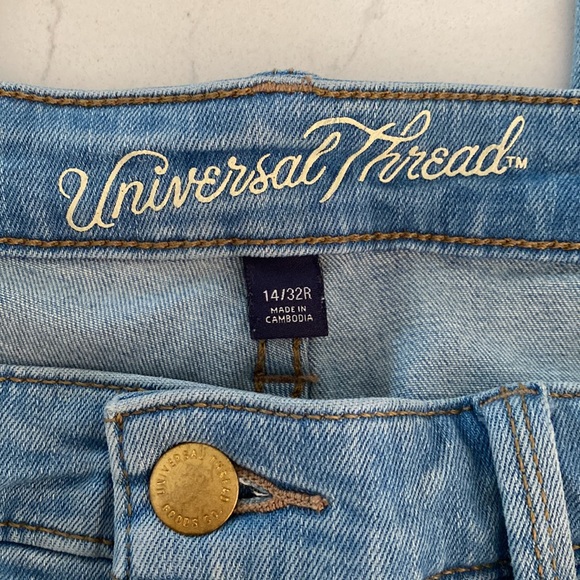 Universal Thread™
14/32R
MADE IN
CAMBODIA
UNIVERSAL THREAD
GOODS CO.